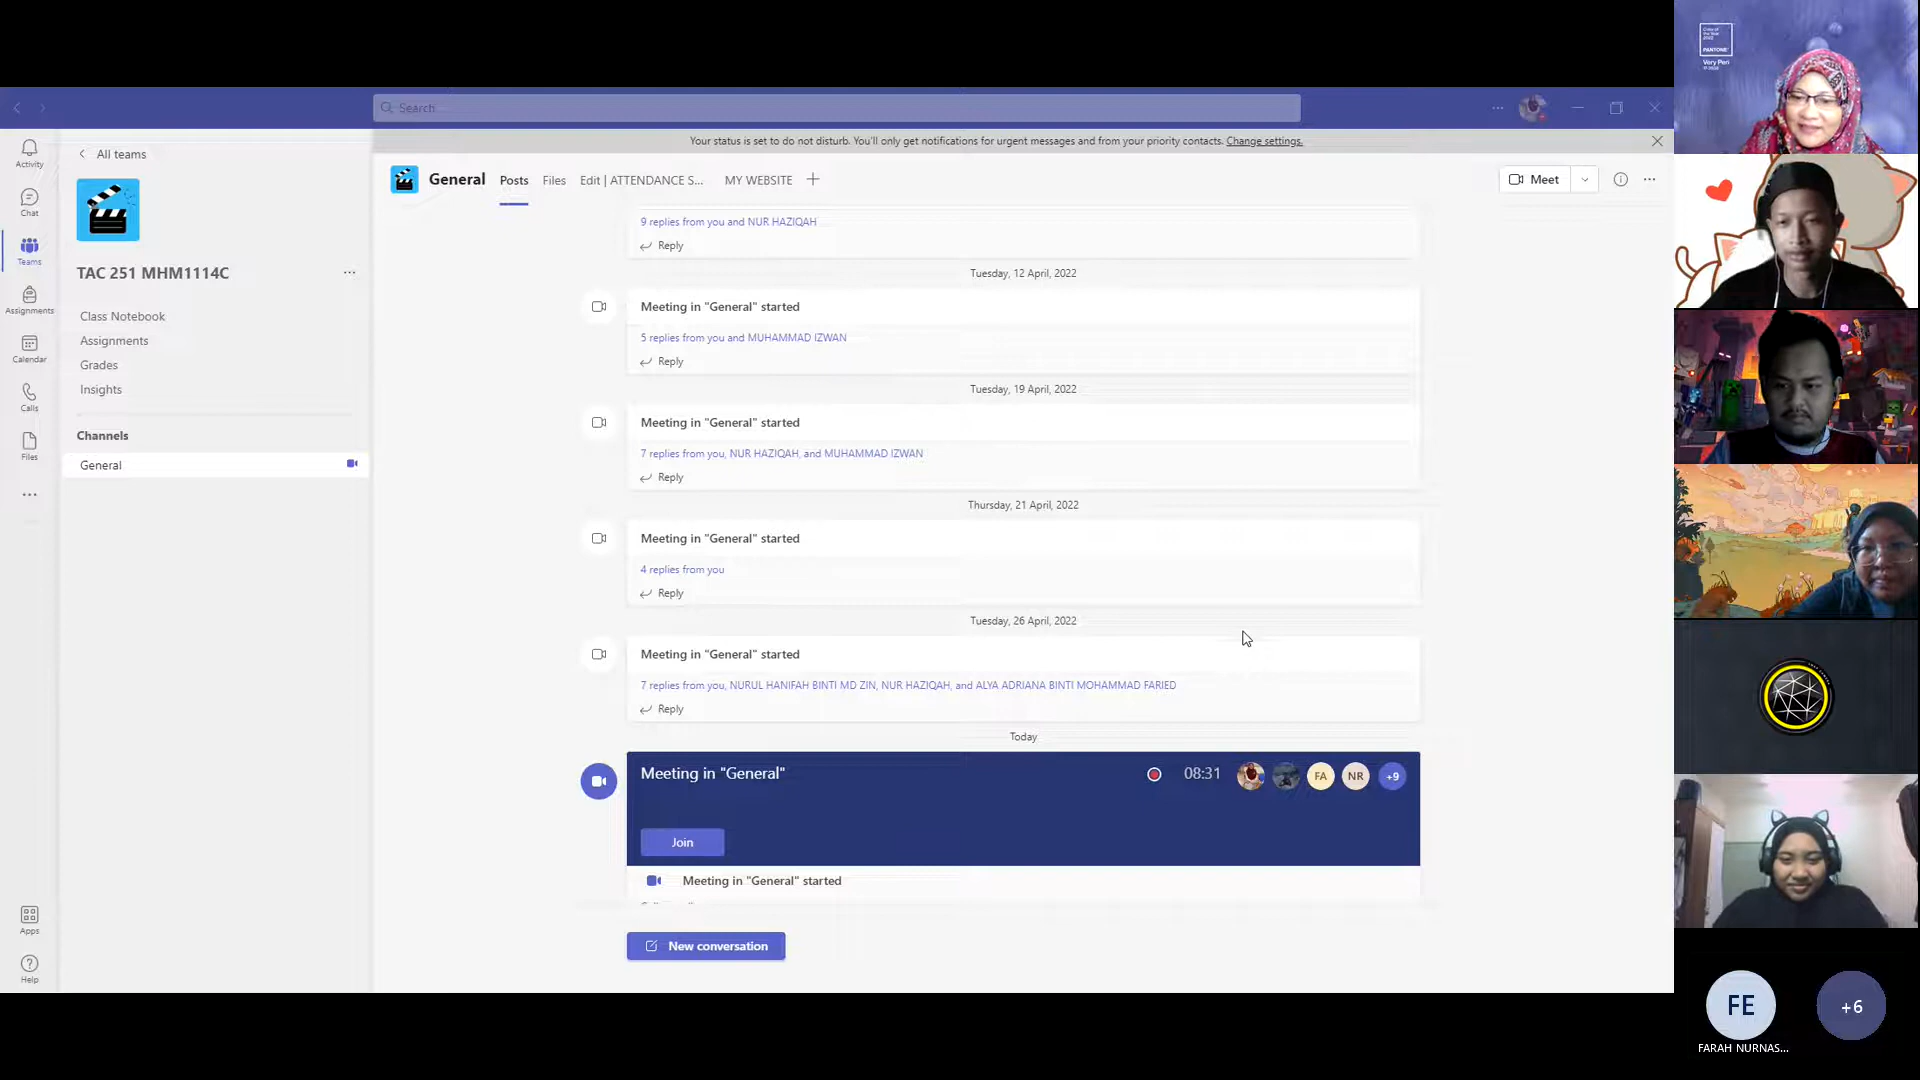 Search
Your status is set to do not disturb. You'll only get notifications for urgent messages and from your priority contacts. Change settings.
Activity
Chat
Teams
Assignments
Calendar
Calls
Files
Apps
Help
All teams
TAC 251 MHM1114C
Class Notebook
Assignments
Grades
Insights
Channels
General
General Posts Files Edit | ATTENDANCE S... MY WEBSITE
Meet
9 replies from you and NUR HAZIQAH
Reply
Tuesday, 12 April, 2022
Meeting in "General" started
5 replies from you and MUHAMMAD IZWAN
Reply
Tuesday, 19 April, 2022
Meeting in "General" started
7 replies from you, NUR HAZIQAH, and MUHAMMAD IZWAN
Reply
Thursday, 21 April, 2022
Meeting in "General" started
4 replies from you
Reply
Tuesday, 26 April, 2022
Meeting in "General" started
7 replies from you, NURUL HANIFAH BINTI MD ZIN, NUR HAZIQAH, and ALYA ADRIANA BINTI MOHAMMAD FARIED
Reply
Today
Meeting in "General" 08:31 FA NR +9
Join
Meeting in "General" started
New conversation
PANTONE
Very Peri
FE
FARAH NURNAS...
+6